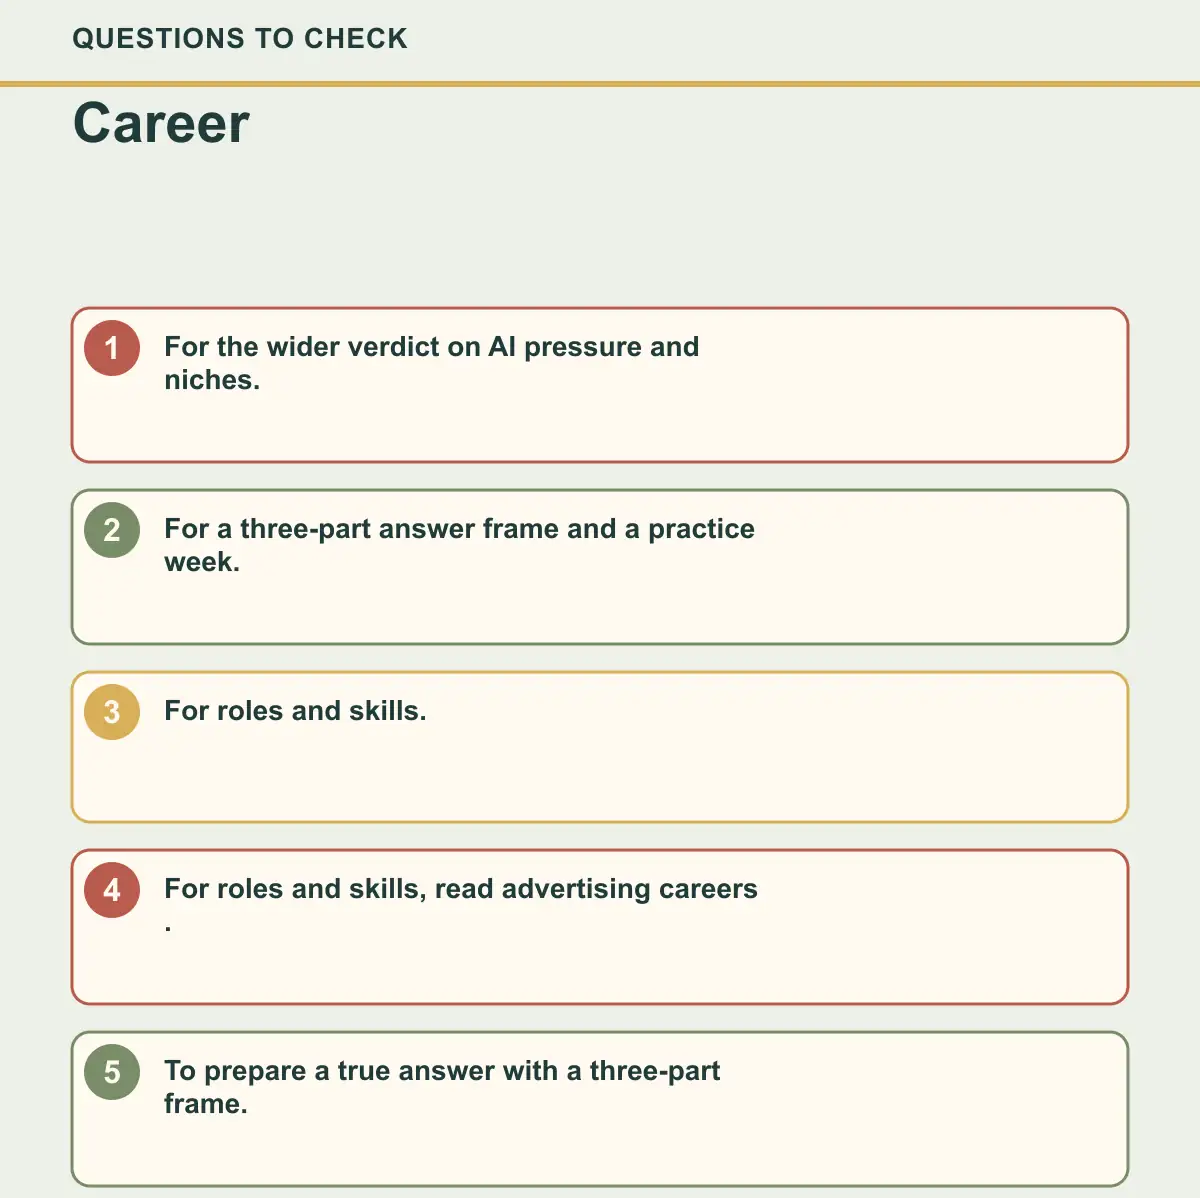 QUESTIONS TO CHECK
Career
1
For the wider verdict on AI pressure and
niches.
2
For a three-part answer frame and a practice
week.
3
For roles and skills.
4
For roles and skills, read advertising careers
.
5
To prepare a true answer with a three-part
frame.